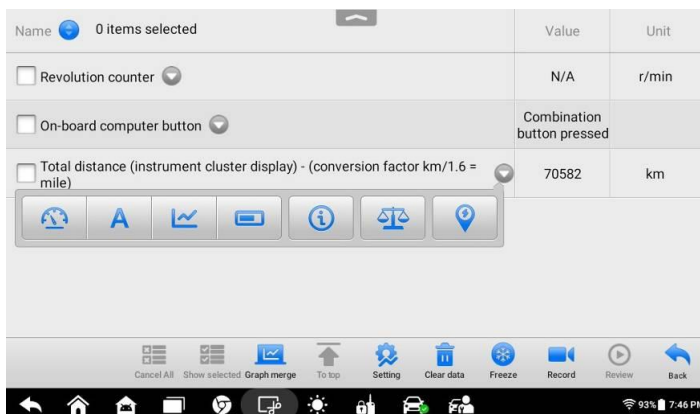 Name 0 items selected Value Unit
Revolution counter N/A r/min
On-board computer button Combination button pressed
Total distance (instrument cluster display) - (conversion factor km/1.6 = mile) 70582 km
A
Cancel All Show selected Graph merge To top Setting Clear data Freeze Record Review Back
93% 7:46 PM